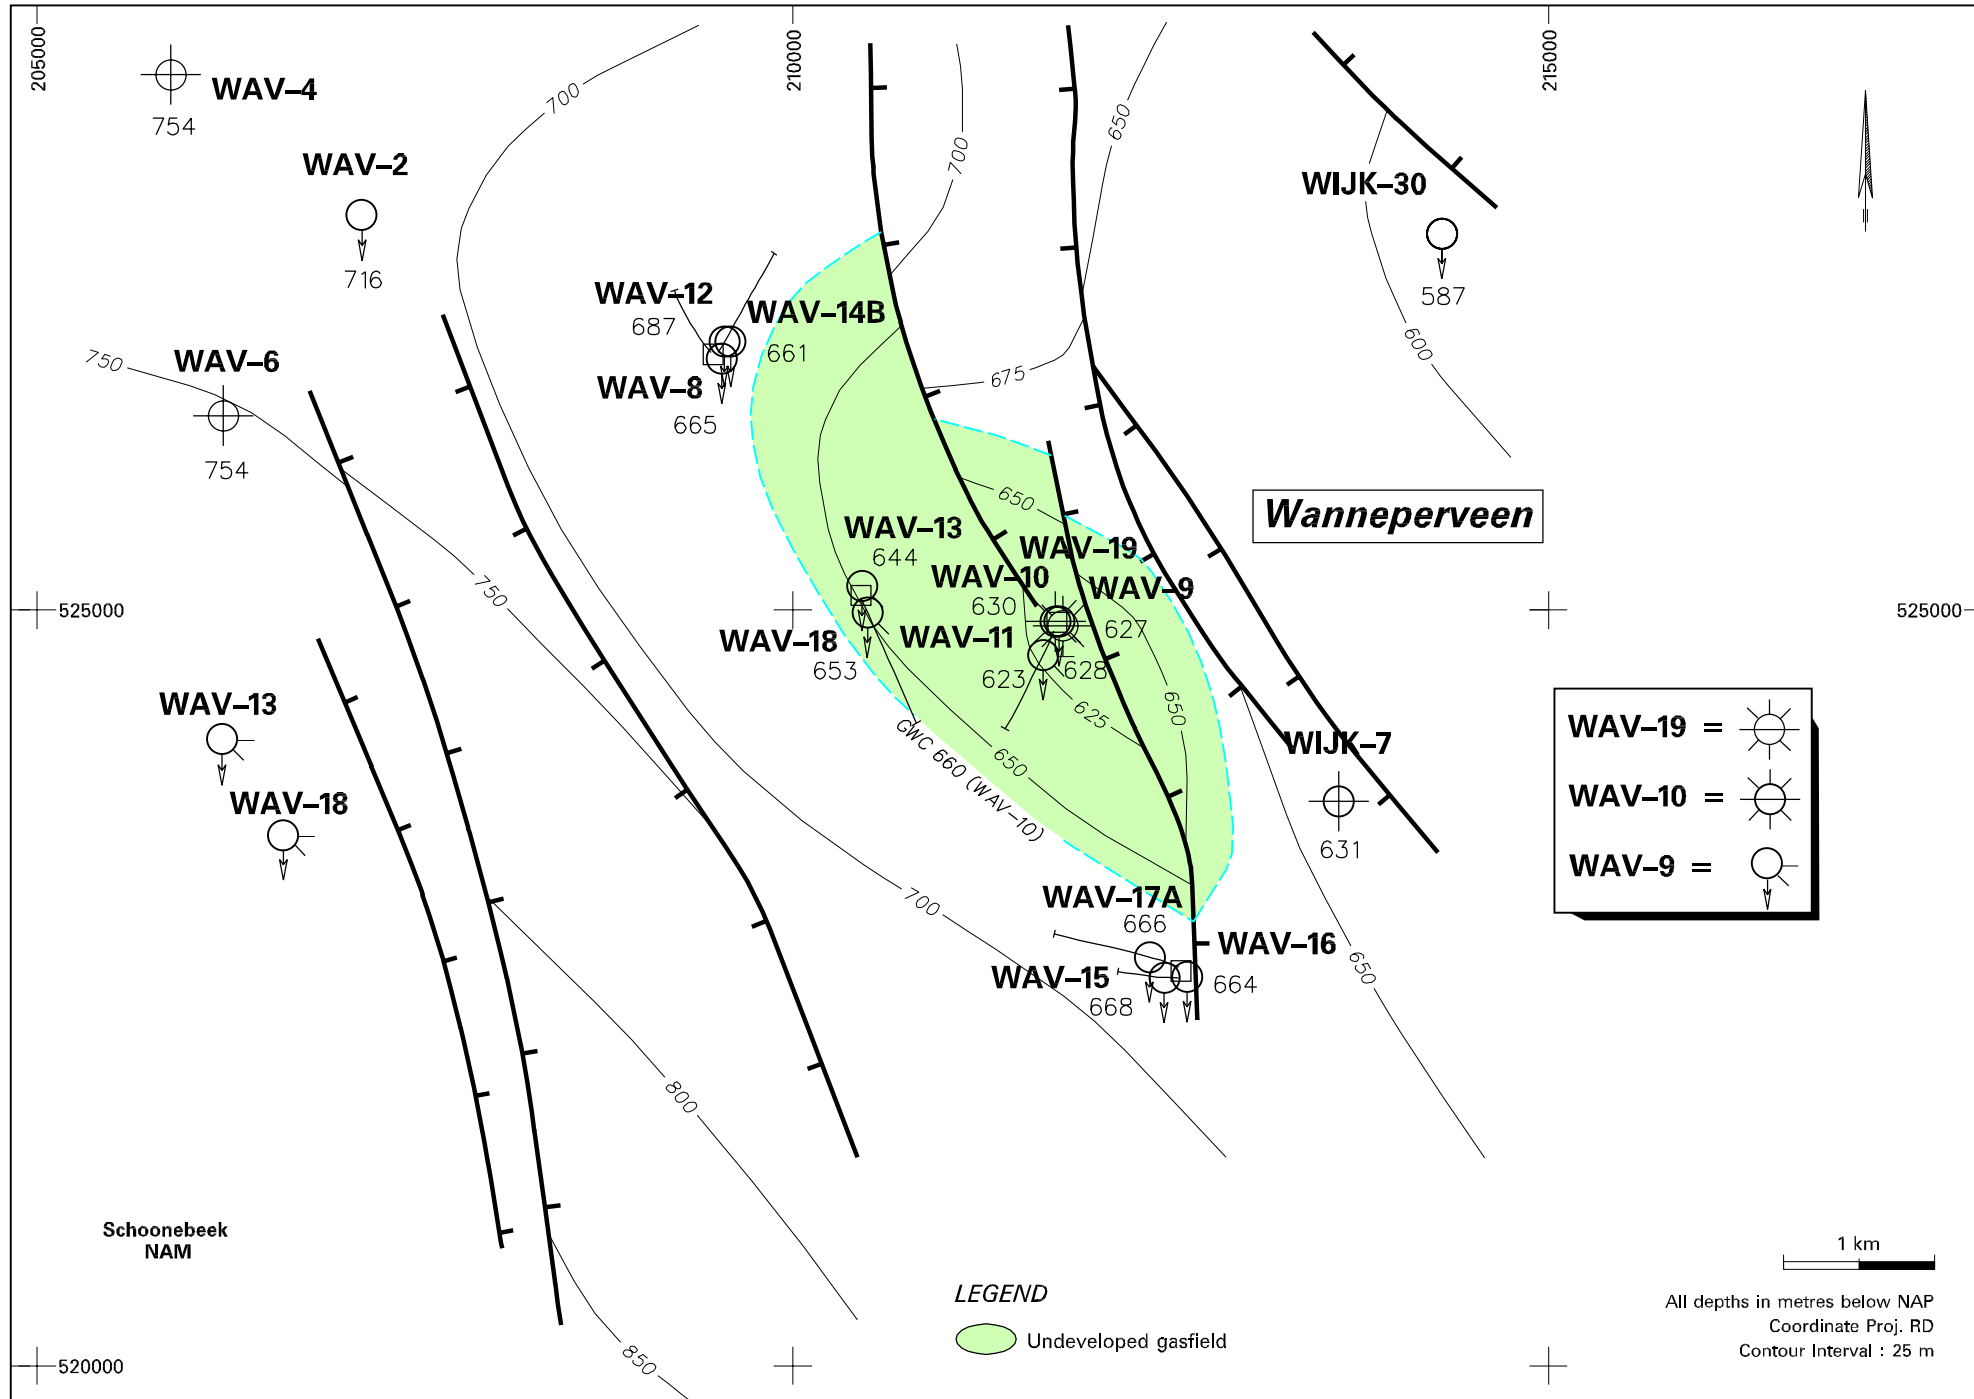 205000
210000
215000
WAV–4
754
700
650
700
WAV–2
716
WIJK–30
587
WAV–12
687
WAV–14B
661
600
750
WAV–6
754
WAV–8
665
675
650
Wanneperveen
WAV–13
644
WAV–19
WAV–10
630
WAV–9
627
750
525000
525000
WAV–11
WAV–18
653
623
628
625
650
WAV–13
GWC 660 (WAV–10)
650
WIJK–7
631
WAV–18
WAV–19 =
WAV–10 =
WAV–9 =
700
WAV–17A
666
WAV–16
664
WAV–15
668
650
800
Schoonebeek
NAM
1 km
LEGEND
Undeveloped gasfield
All depths in metres below NAP
Coordinate Proj. RD
Contour Interval : 25 m
850
520000